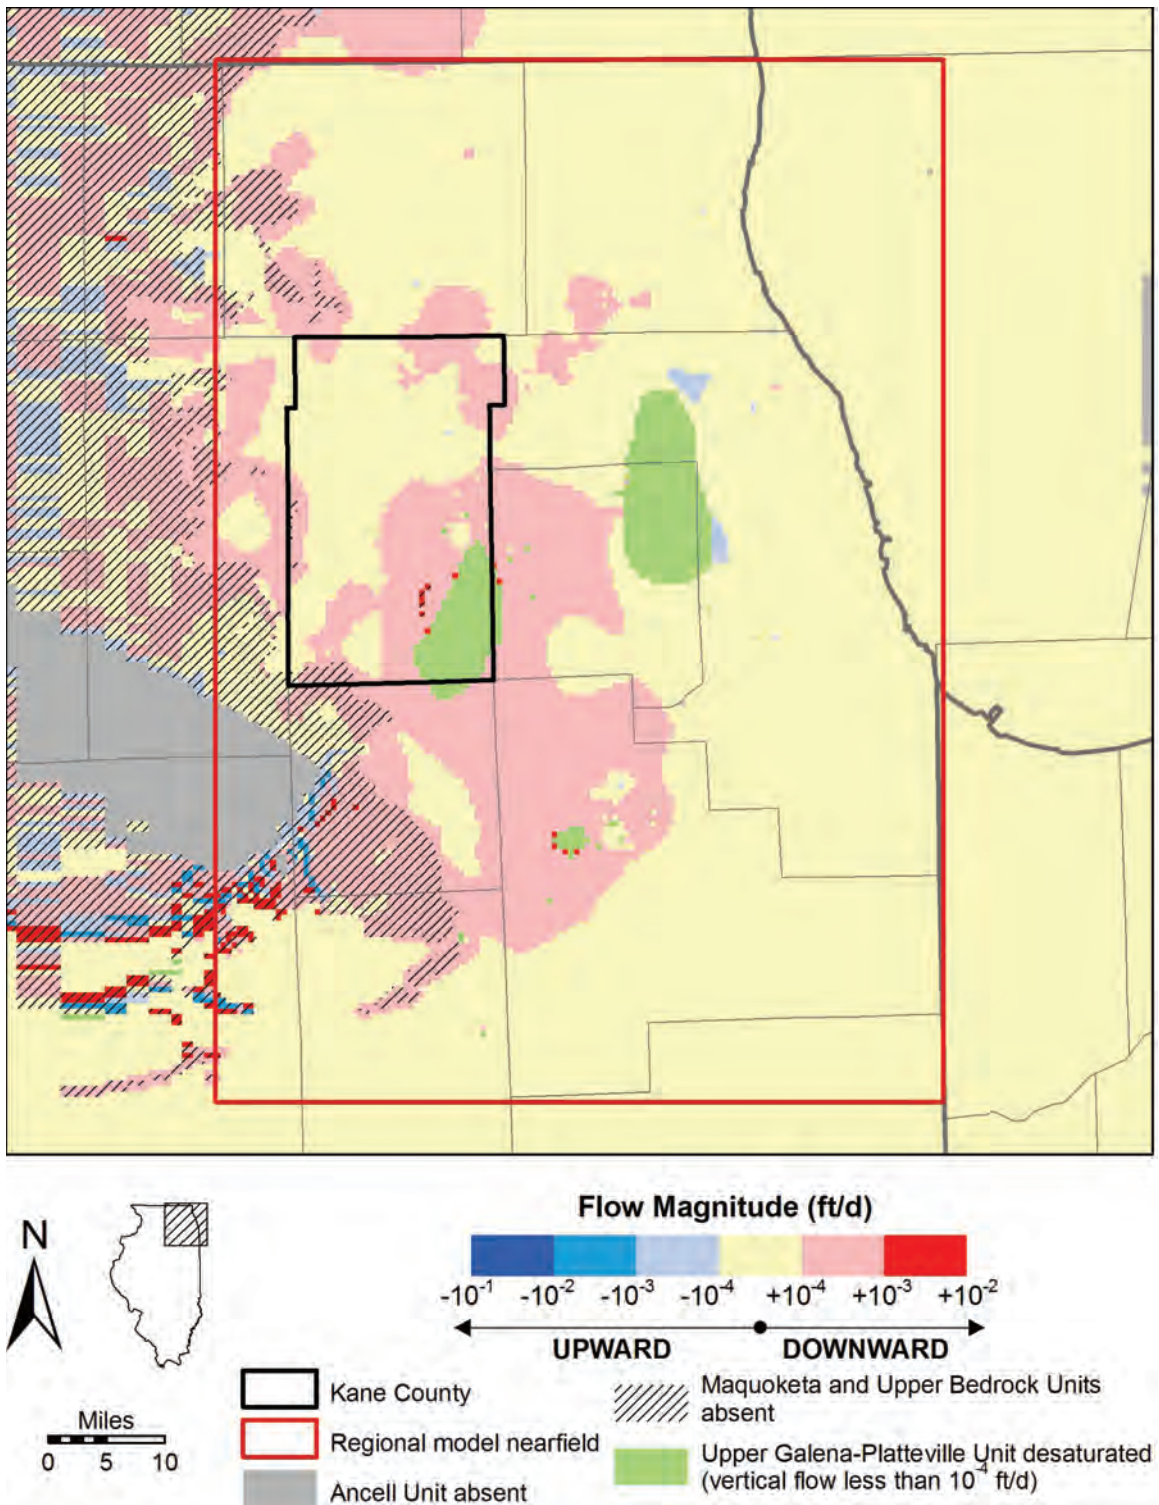 Flow Magnitude (ft/d)
-10⁻¹ -10⁻² -10⁻³ -10⁻⁴ +10⁻⁴ +10⁻³ +10⁻²
UPWARD DOWNWARD
N
Miles
0 5 10
Kane County
Regional model nearfield
Ancell Unit absent
Maquoketa and Upper Bedrock Units
absent
Upper Galena-Platteville Unit desaturated
(vertical flow less than 10⁻⁴ ft/d)